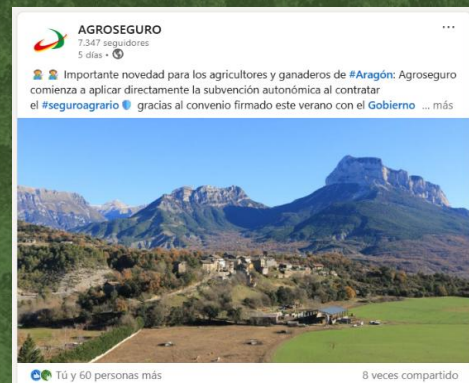 AGROSEGURO
7.347 seguidores
5 días •
Importante novedad para los agricultores y ganaderos de #Aragón: Agroseguro
comienza a aplicar directamente la subvención autonómica al contratar
el #seguroagrario gracias al convenio firmado este verano con el Gobierno ... más
Tú y 60 personas más
8 veces compartido